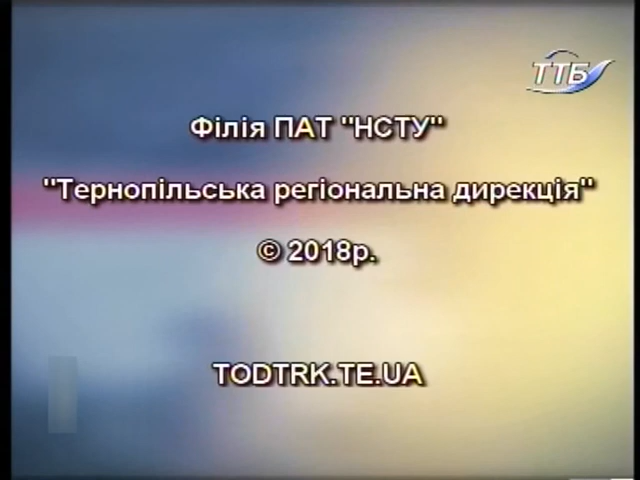 ТТБ
Філія ПАТ "НСТУ"
"Тернопільська регіональна дирекція"
© 2018р.
TODTRK.TE.UA